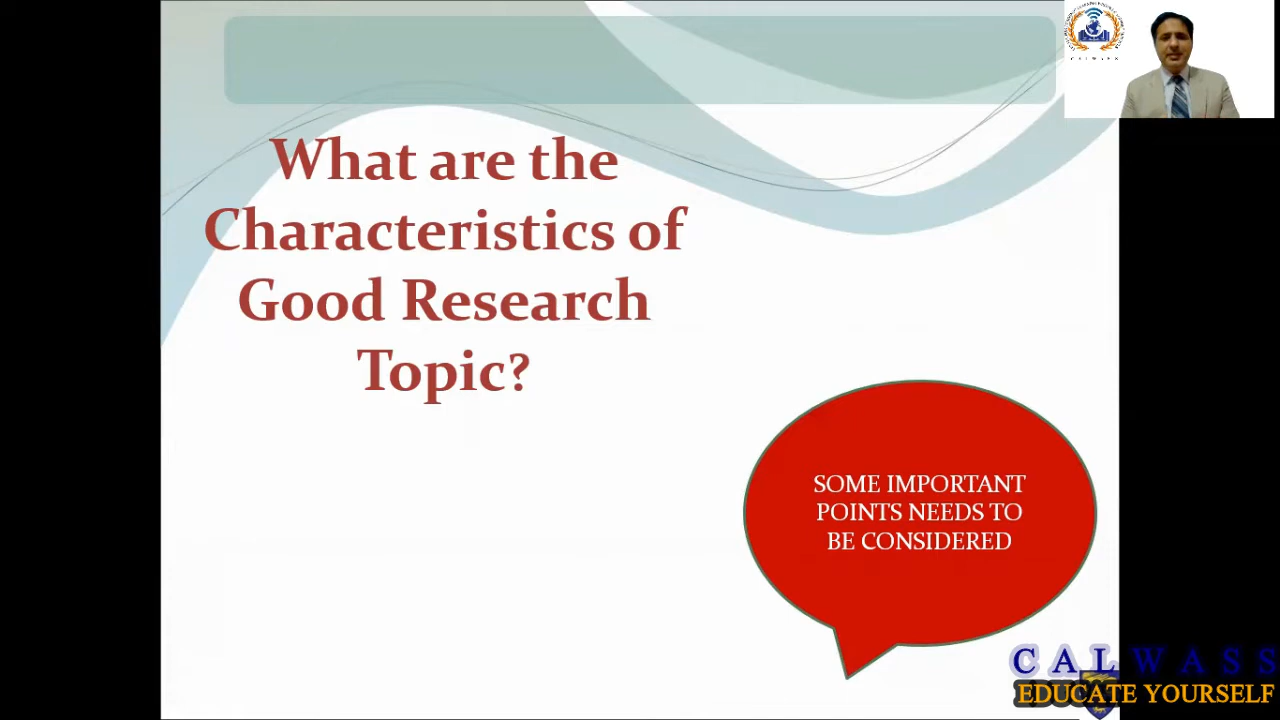 What are the
Characteristics of
Good Research
Topic?
SOME IMPORTANT
POINTS NEEDS TO
BE CONSIDERED
C A L W A S S
C A L W A S S
EDUCATE YOURSELF